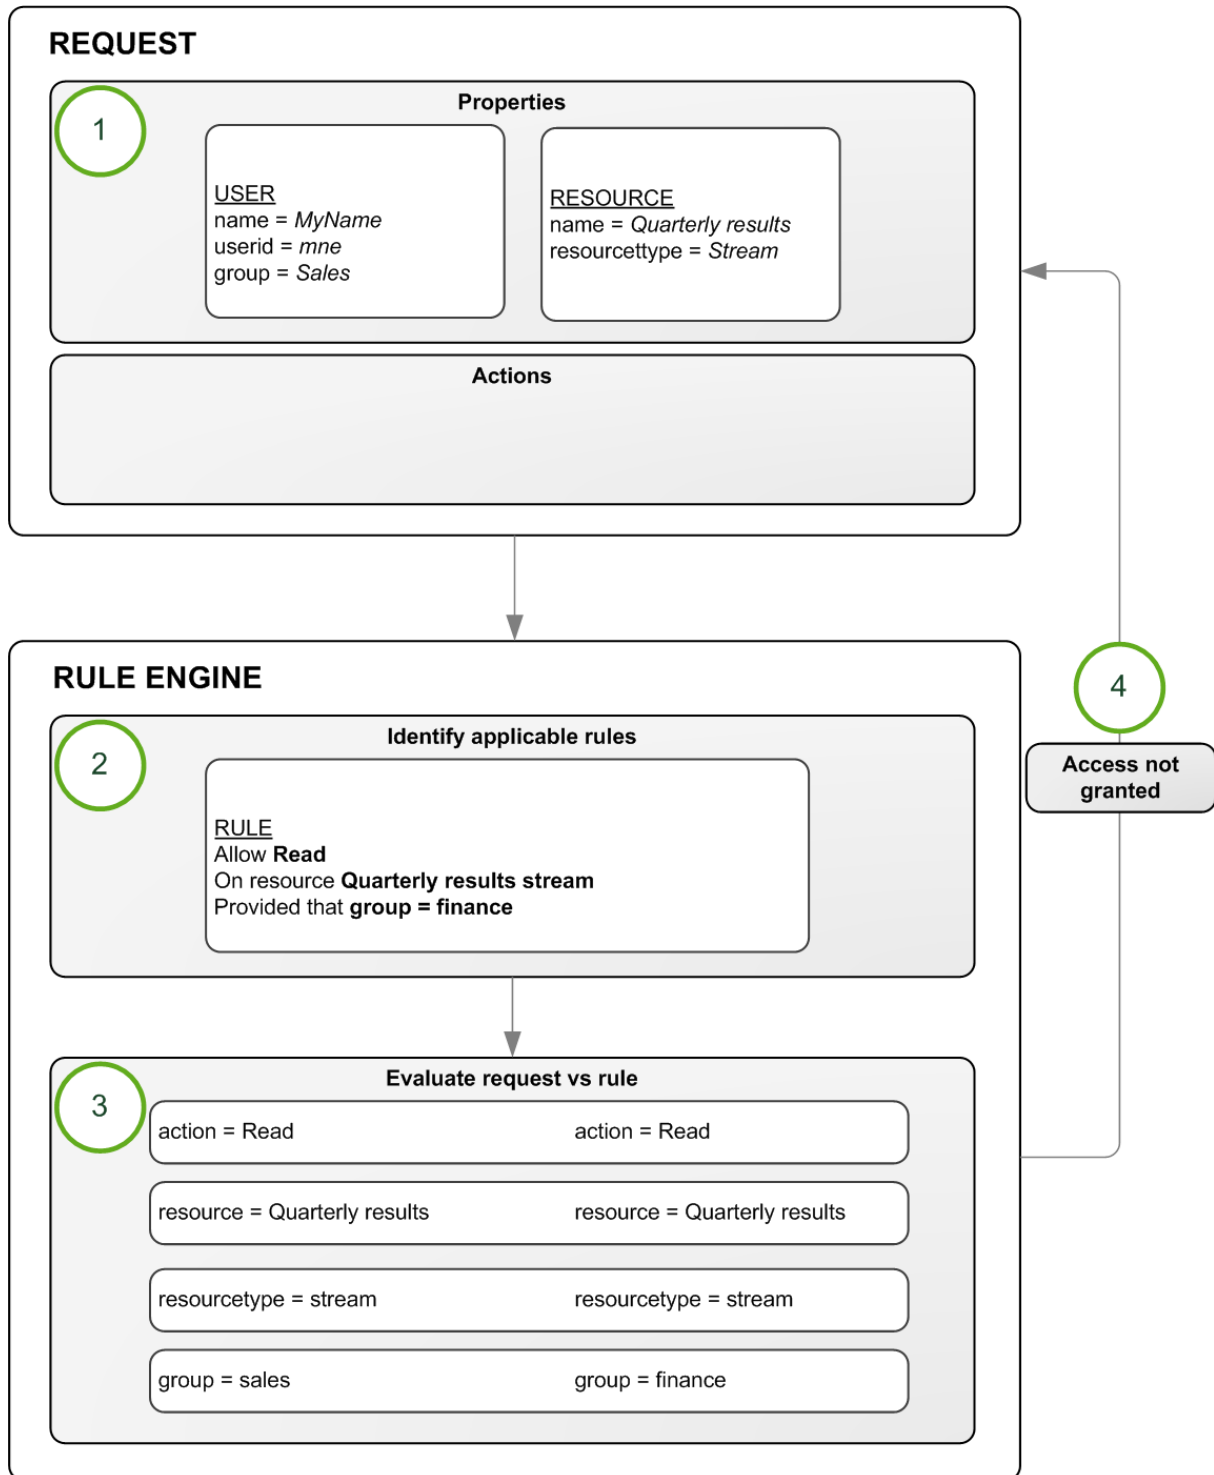 REQUEST
Properties
1
USER
name = MyName
userid = mne
group = Sales
RESOURCE
name = Quarterly results
resourcettype = Stream
Actions
RULE ENGINE
Identify applicable rules
2
RULE
Allow Read
On resource Quarterly results stream
Provided that group = finance
4
Access not
granted
Evaluate request vs rule
3
action = Read action = Read
resource = Quarterly results resource = Quarterly results
resourcetype = stream resourcetype = stream
group = sales group = finance